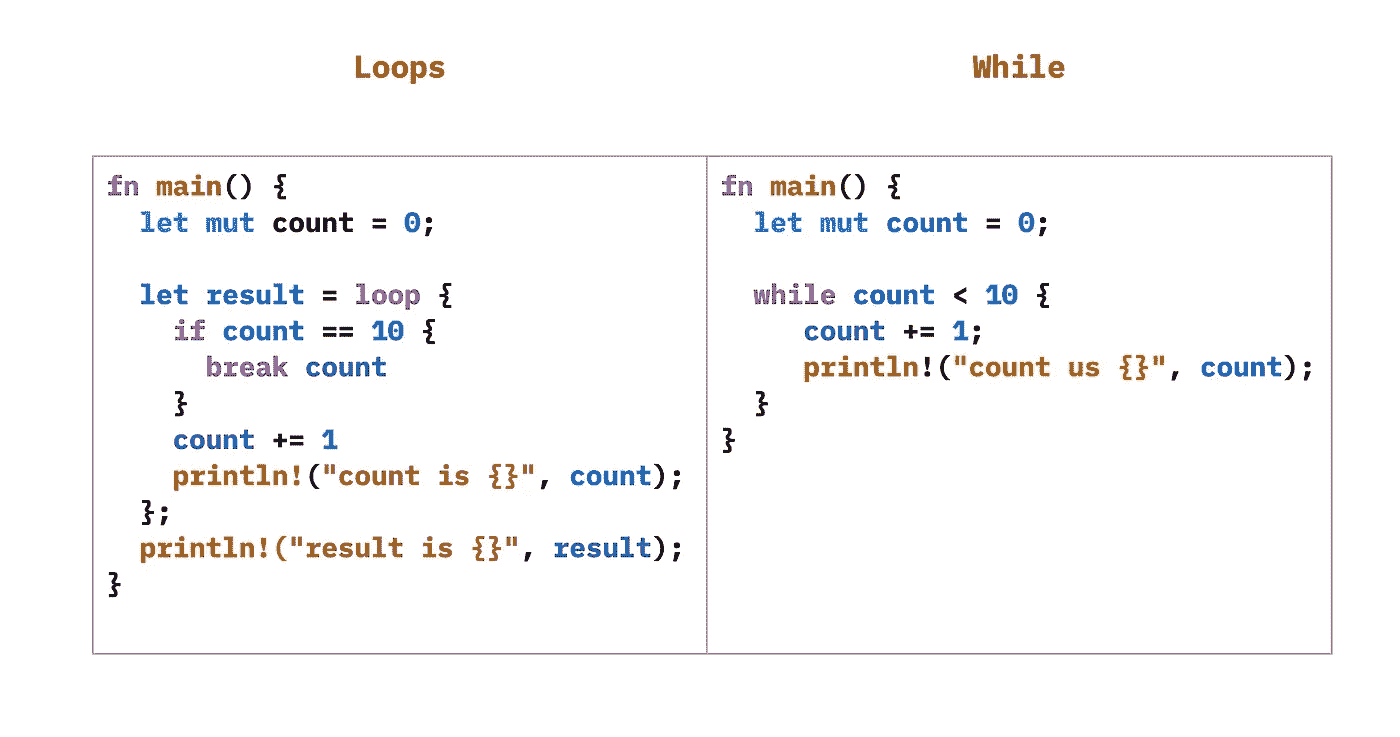 Loops
While
fn main() {
let mut count = 0;
let result = loop {
if count == 10 {
break count
}
count += 1
println!("count is {}", count);
};
println!("result is {}", result);
}
fn main() {
let mut count = 0;
while count < 10 {
count += 1;
println!("count us {}", count);
}
}